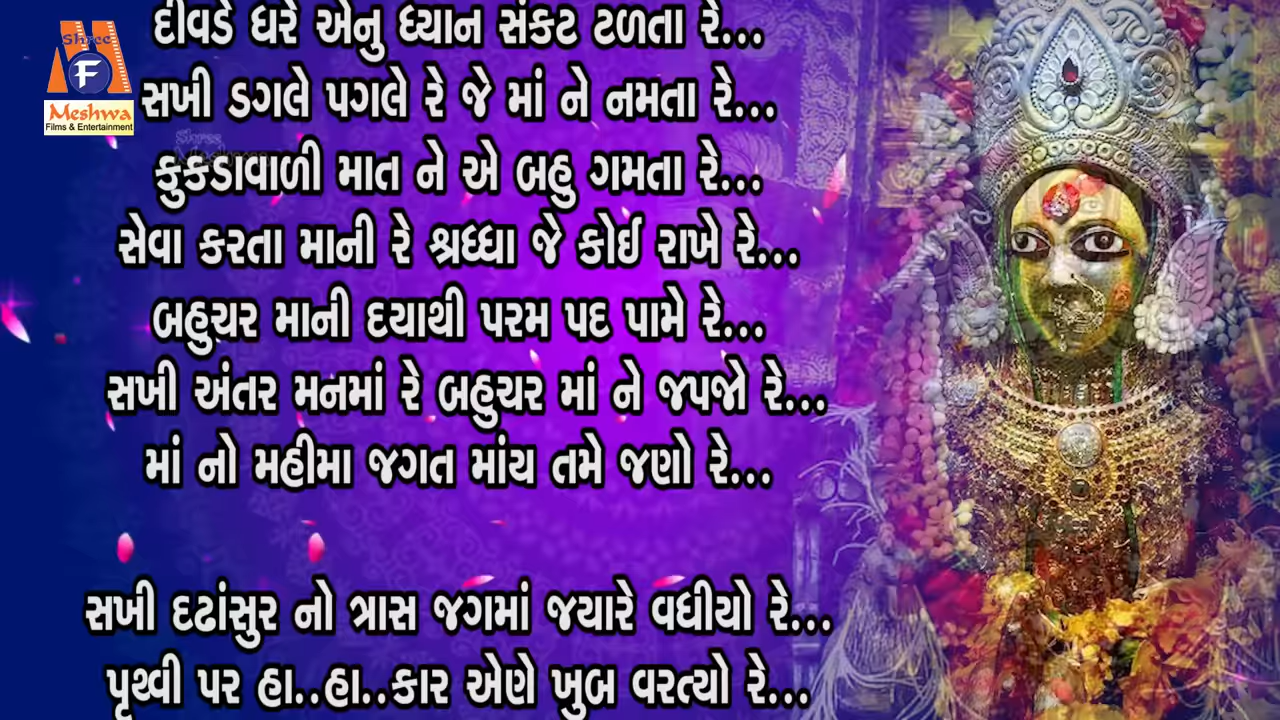 Shree
F
Meshwa
Films & Entertainment
દીવડે ધરે એનુ ધ્યાન સંકટ ટળતા રે...
સખી ડગલે પગલે રે જે માં ને નમતા રે...
કુકડાવાળી માત ને એ બહુ ગમતા રે...
સેવા કરતા માની રે શ્રધ્ધા જે કોઈ રાખે રે...
બહુચર માની દયાથી પરમ પદ પામે રે...
સખી અંતર મનમાં રે બહુચર માં ને જપજો રે...
માં નો મહીમા જગત માંય તમે જણો રે...
સખી દઢાંસુર નો ત્રાસ જગમાં જયારે વધીયો રે...
પૃથ્વી પર હા..હા..કાર એણે ખુબ વરત્યો રે...